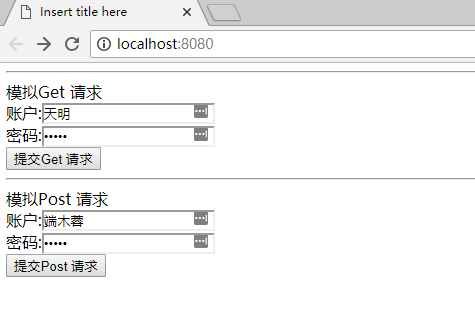 Insert title here
localhost:8080
模拟Get 请求
账户:天明
密码:•••••
提交Get 请求
模拟Post 请求
账户:端木蓉
密码:•••••
提交Post 请求